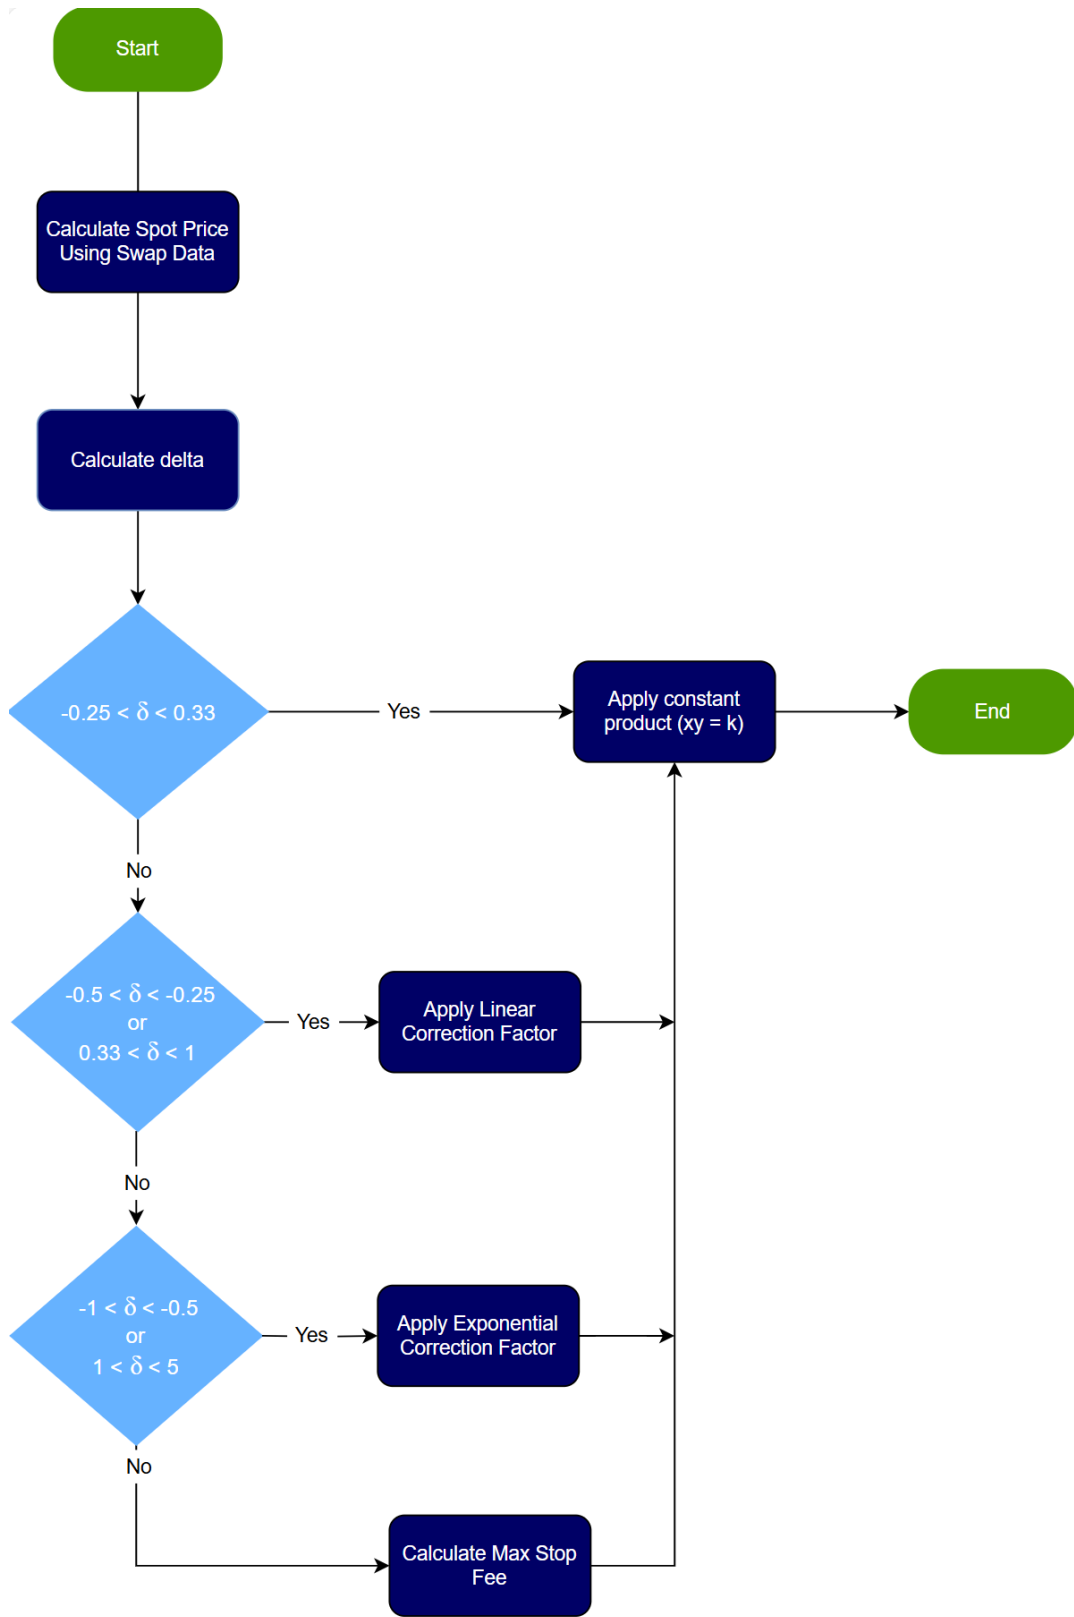 Start
Calculate Spot Price
Using Swap Data
Calculate delta
-0.25 < δ < 0.33
Yes
Apply constant
product (xy = k)
End
No
-0.5 < δ < -0.25
or
0.33 < δ < 1
Yes
Apply Linear
Correction Factor
No
-1 < δ < -0.5
or
1 < δ < 5
Yes
Apply Exponential
Correction Factor
No
Calculate Max Stop
Fee